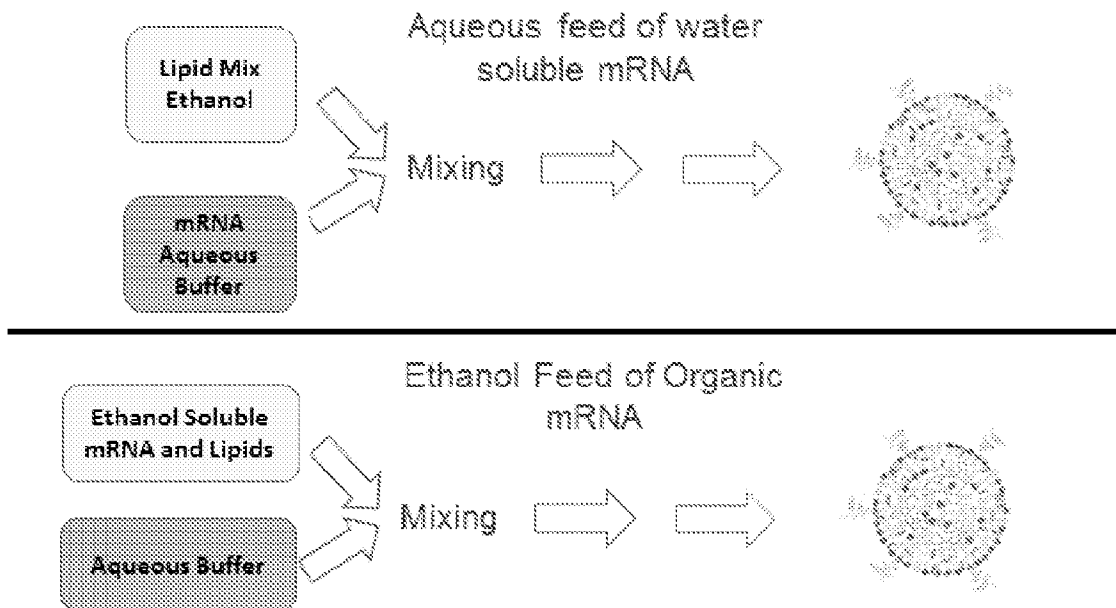 Aqueous feed of water
soluble mRNA
Lipid Mix
Ethanol
Mixing
mRNA
Aqueous
Buffer
Ethanol Feed of Organic
mRNA
Ethanol Soluble
mRNA and Lipids
Mixing
Aqueous Buffer